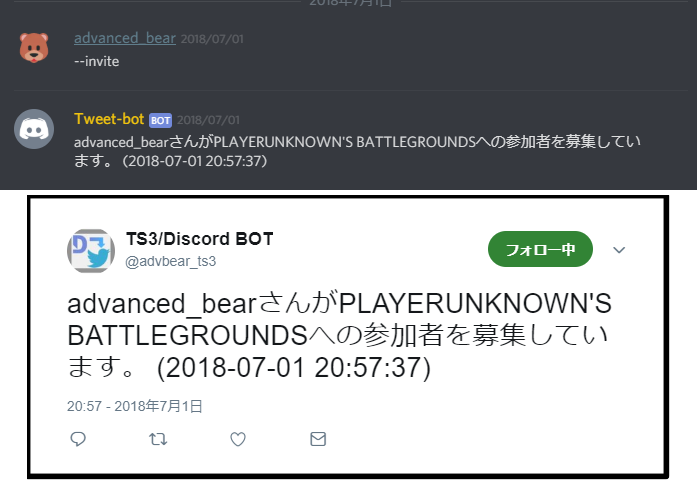 2018年7月1日
advanced_bear 2018/07/01
--invite
Tweet-bot BOT 2018/07/01
advanced_bearさんがPLAYERUNKNOWN'S BATTLEGROUNDSへの参加者を募集してい
ます。 (2018-07-01 20:57:37)
TS3/Discord BOT
フォロー中
@advbear_ts3
advanced_bearさんがPLAYERUNKNOWN'S
BATTLEGROUNDSへの参加者を募集してい
ます。 (2018-07-01 20:57:37)
20:57 - 2018年7月1日